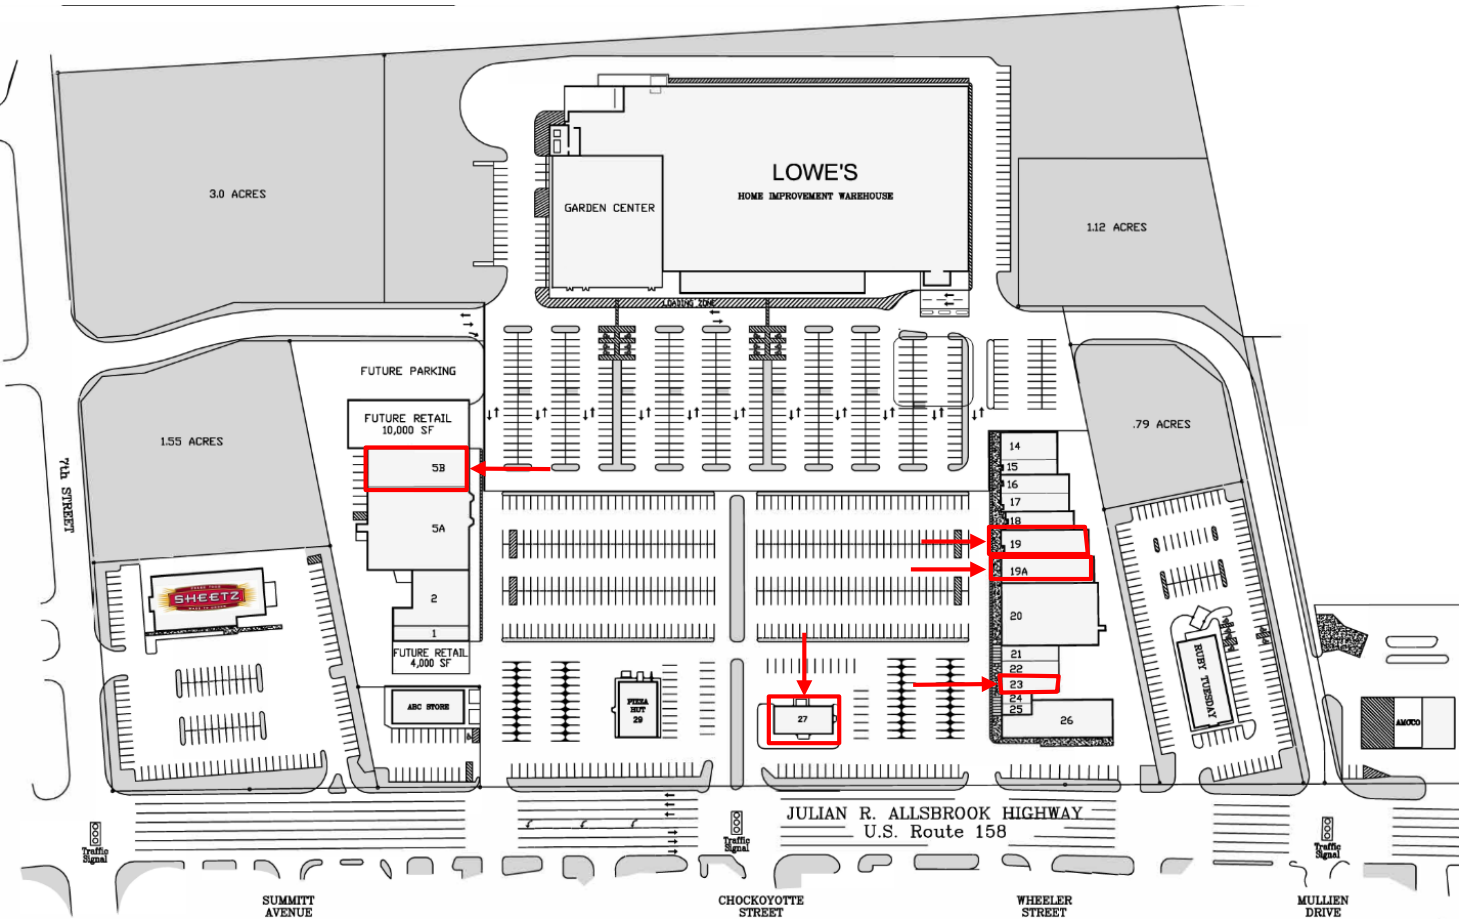 LOWE'S
HOME IMPROVEMENT WAREHOUSE
3.0 ACRES
GARDEN CENTER
1.12 ACRES
LOADING ZONE
FUTURE PARKING
FUTURE RETAIL
10,000 SF
1.55 ACRES
.79 ACRES
5B
5A
2
1
FUTURE RETAIL
4,000 SF
14
15
16
17
18
19
19A
20
21
22
23
24
25
26
7th STREET
SHEETZ
ABC STORE
PIZZA
HUT
29
27
RUBY TUESDAY
AMOCO
JULIAN R. ALLSBROOK HIGHWAY
U.S. Route 158
Traffic
Signal
Traffic
Signal
Traffic
Signal
SUMMITT
AVENUE
CHOCKOYOTTE
STREET
WHEELER
STREET
MULLIEN
DRIVE